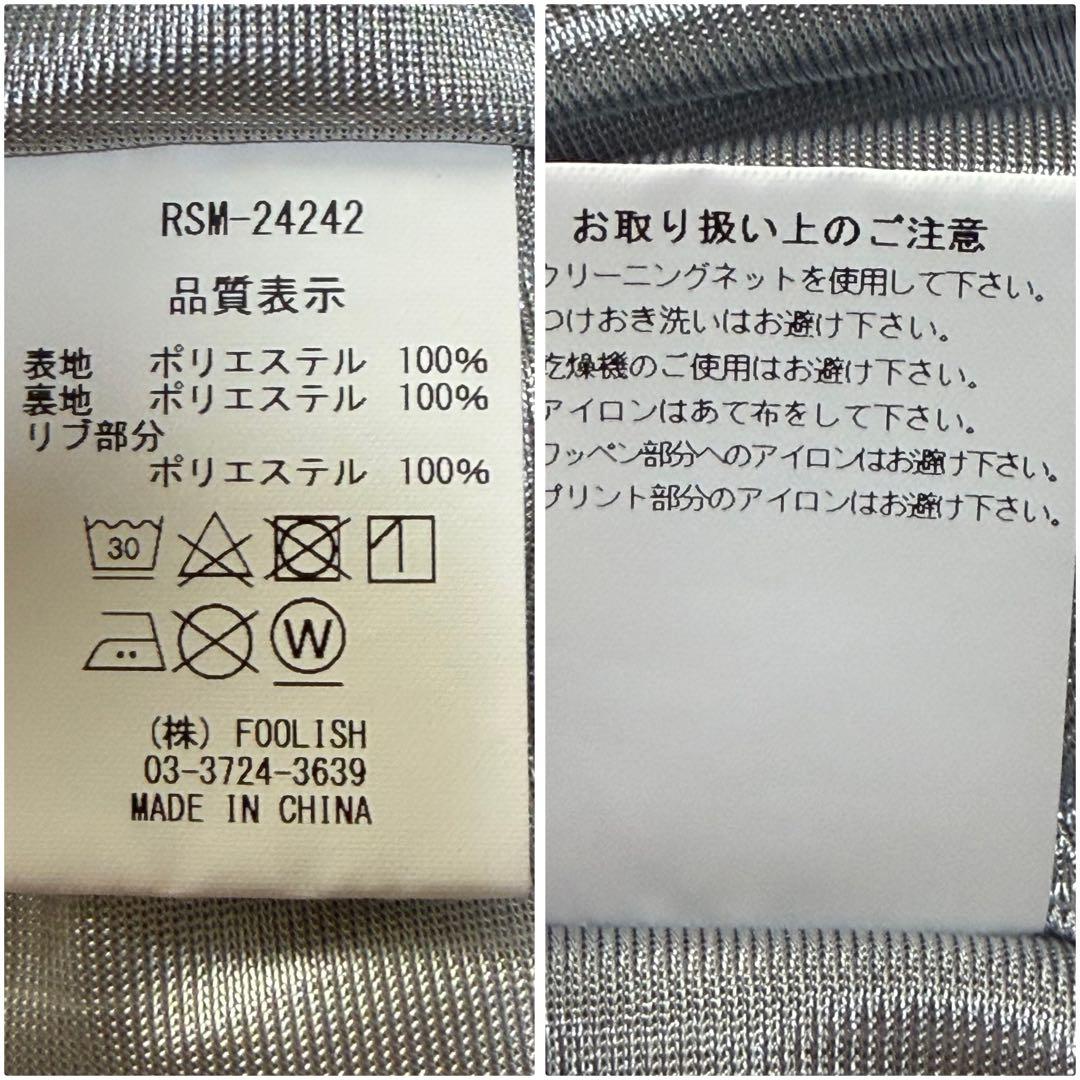 RSM-24242
品質表示
表地 ポリエステル 100%
裏地 ポリエステル 100%
リブ部分
ポリエステル 100%
30
W
(株) FOOLISH
03-3724-3639
MADE IN CHINA
お取り扱い上のご注意
クリーニングネットを使用して下さい。
つけおき洗いはお避け下さい。
乾燥機のご使用はお避け下さい。
アイロンはあて布をして下さい。
ワッペン部分へのアイロンはお避け下さい。
プリント部分のアイロンはお避け下さい。